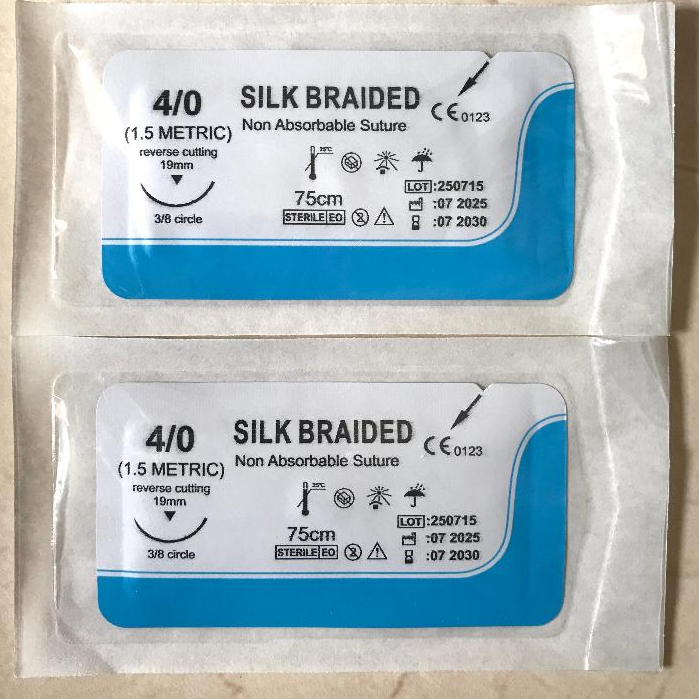 4/0
(1.5 METRIC)
reverse cutting
19mm
3/8 circle
SILK BRAIDED
Non Absorbable Suture
CE 0123
75cm
STERILE EO
LOT :250715
:07 2025
:07 2030
4/0
(1.5 METRIC)
reverse cutting
19mm
3/8 circle
SILK BRAIDED
Non Absorbable Suture
CE 0123
75cm
STERILE EO
LOT :250715
:07 2025
:07 2030